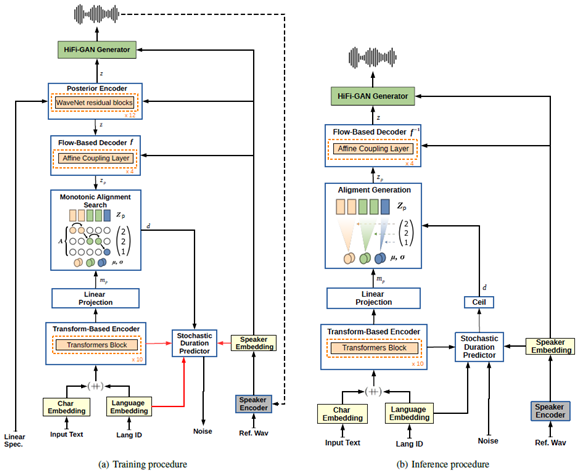 HiFi-GAN Generator
z
Posterior Encoder
WaveNet residual blocks
x 12
z
Flow-Based Decoder f
Affine Coupling Layer
x 4
z_p
Monotonic Alignment
Search
Z_p
A
μ, σ
d
m_p
Linear
Projection
Transform-Based Encoder
Transformers Block
x 10
Stochastic
Duration
Predictor
Speaker
Embedding
Char
Embedding
Language
Embedding
Speaker
Encoder
Linear
Spec.
Input Text
Lang ID
Noise
Ref. Wav
(a) Training procedure
HiFi-GAN Generator
z
Flow-Based Decoder f⁻¹
Affine Coupling Layer
x 4
z_p
Aligment Generation
Z_p
2
2
1
μ, σ
m_p
d
Linear
Projection
Ceil
Transform-Based Encoder
Transformers Block
x 10
Stochastic
Duration
Predictor
Speaker
Embedding
Char
Embedding
Language
Embedding
Speaker
Encoder
Input Text
Lang ID
Noise
Ref. Wav
(b) Inference procedure